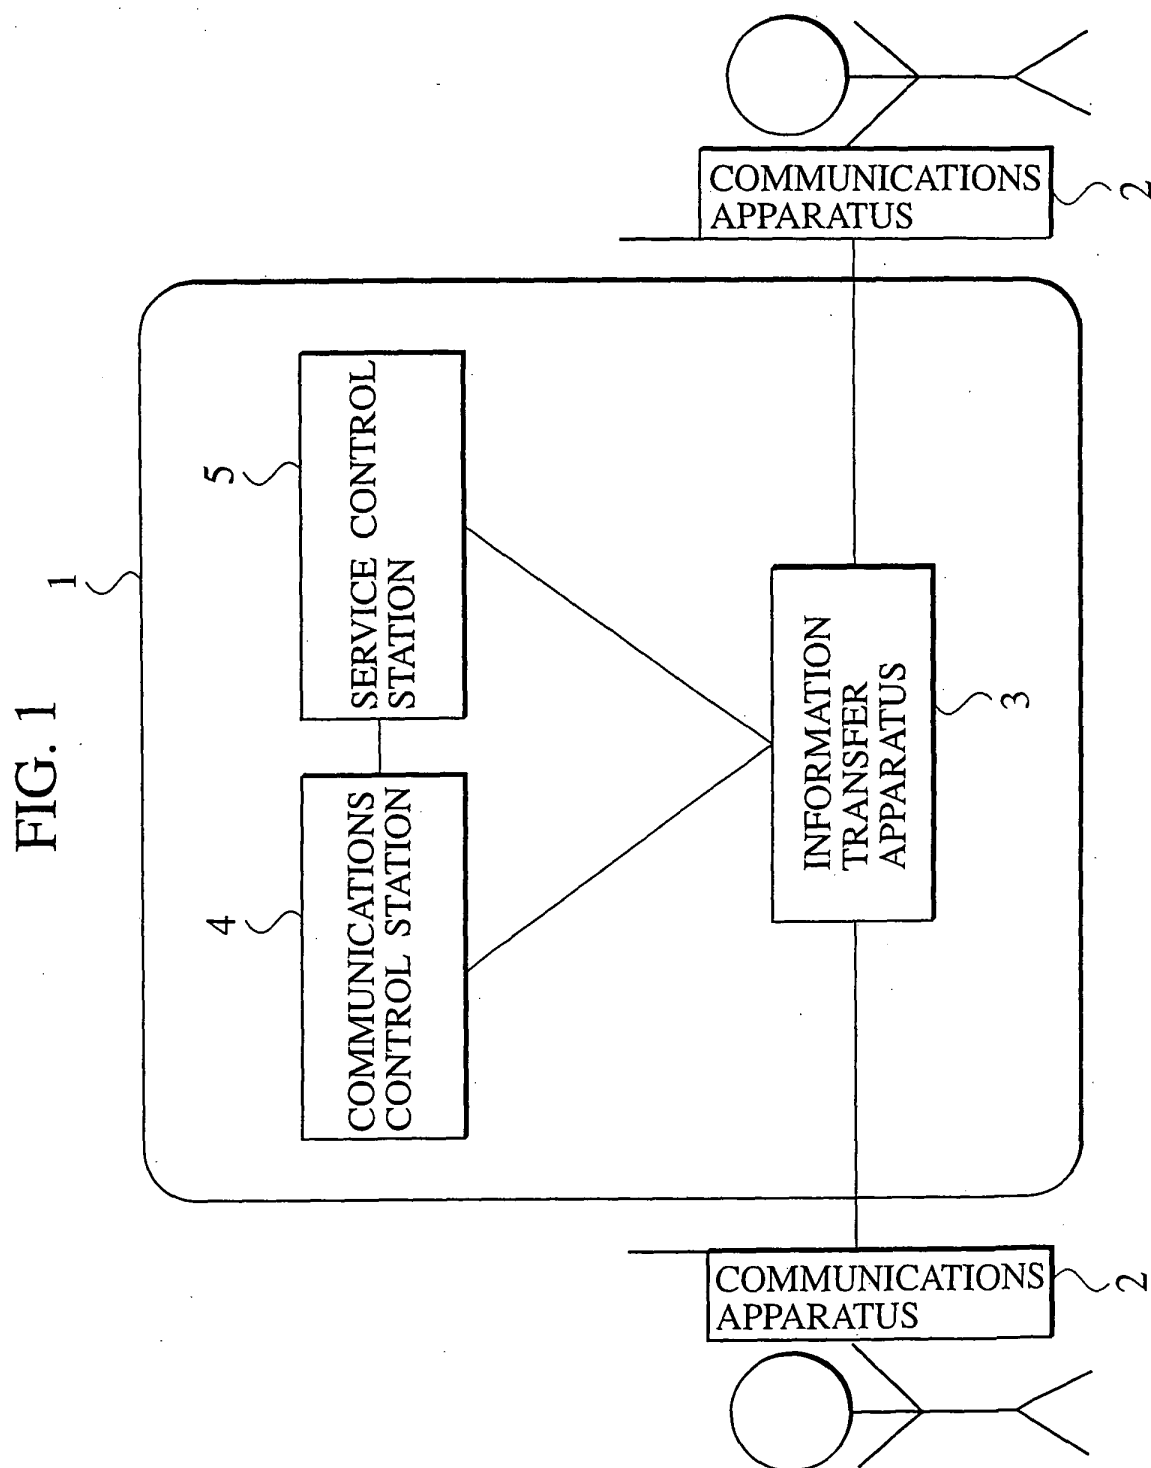 FIG. 1
1
4
COMMUNICATIONS
CONTROL STATION
5
SERVICE CONTROL
STATION
INFORMATION
TRANSFER
APPARATUS
3
COMMUNICATIONS
APPARATUS
2
COMMUNICATIONS
APPARATUS
2